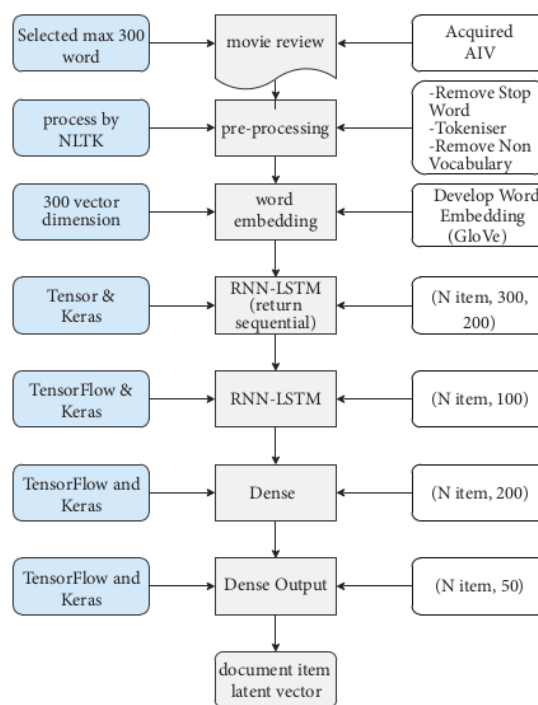 Selected max 300
word
movie review
Acquired
AIV
process by
NLTK
pre-processing
-Remove Stop
Word
-Tokeniser
-Remove Non
Vocabulary
300 vector
dimension
word
embedding
Develop Word
Embedding
(GloVe)
Tensor &
Keras
RNN-LSTM
(return
sequential)
(N item, 300,
200)
TensorFlow &
Keras
RNN-LSTM
(N item, 100)
TensorFlow and
Keras
Dense
(N item, 200)
TensorFlow and
Keras
Dense Output
(N item, 50)
document item
latent vector